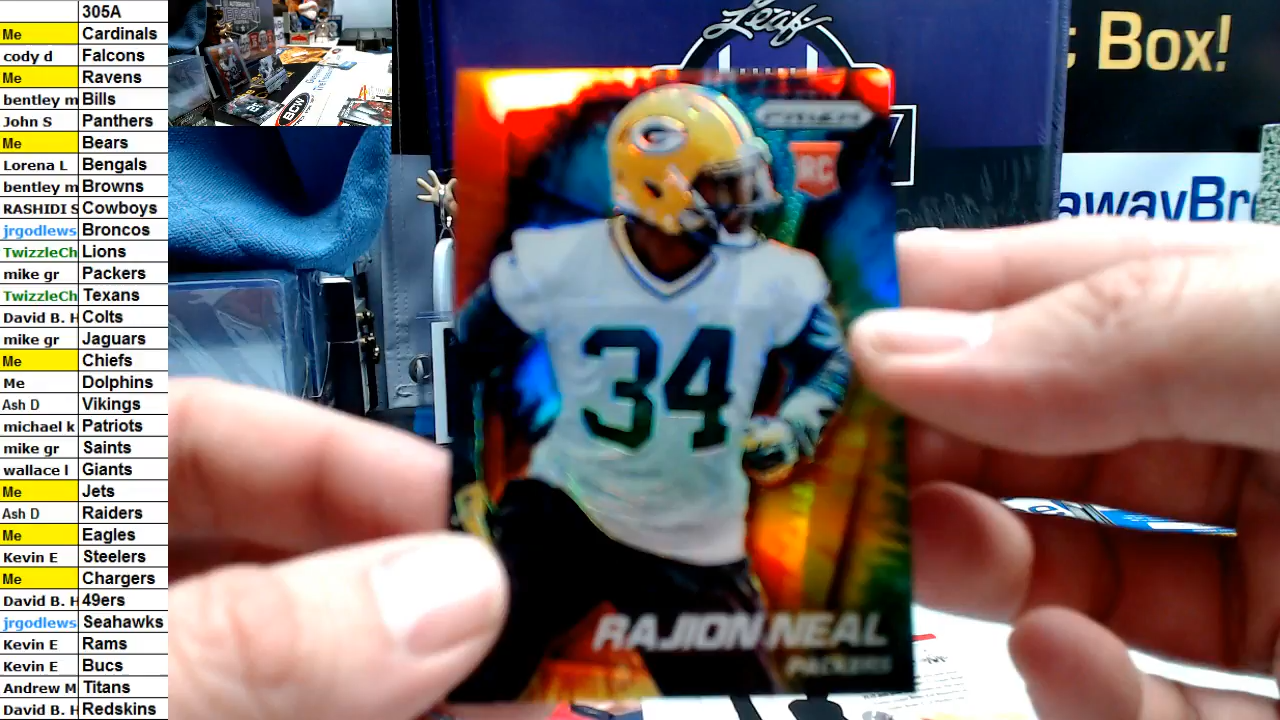 305A
Me Cardinals
cody d Falcons
Me Ravens
bentley m Bills
John S Panthers
Me Bears
Lorena L Bengals
bentley m Browns
RASHIDI S Cowboys
jrgodlews Broncos
TwizzleCh Lions
mike gr Packers
TwizzleCh Texans
David B. H Colts
mike gr Jaguars
Me Chiefs
Me Dolphins
Ash D Vikings
michael k Patriots
mike gr Saints
wallace l Giants
Me Jets
Ash D Raiders
Me Eagles
Kevin E Steelers
Me Chargers
David B. H 49ers
jrgodlews Seahawks
Kevin E Rams
Kevin E Bucs
Andrew M Titans
David B. H Redskins
BCW
Leaf
t Box!
awayBr
PRIZM
RC
G
34
RAJION NEAL
PACKERS